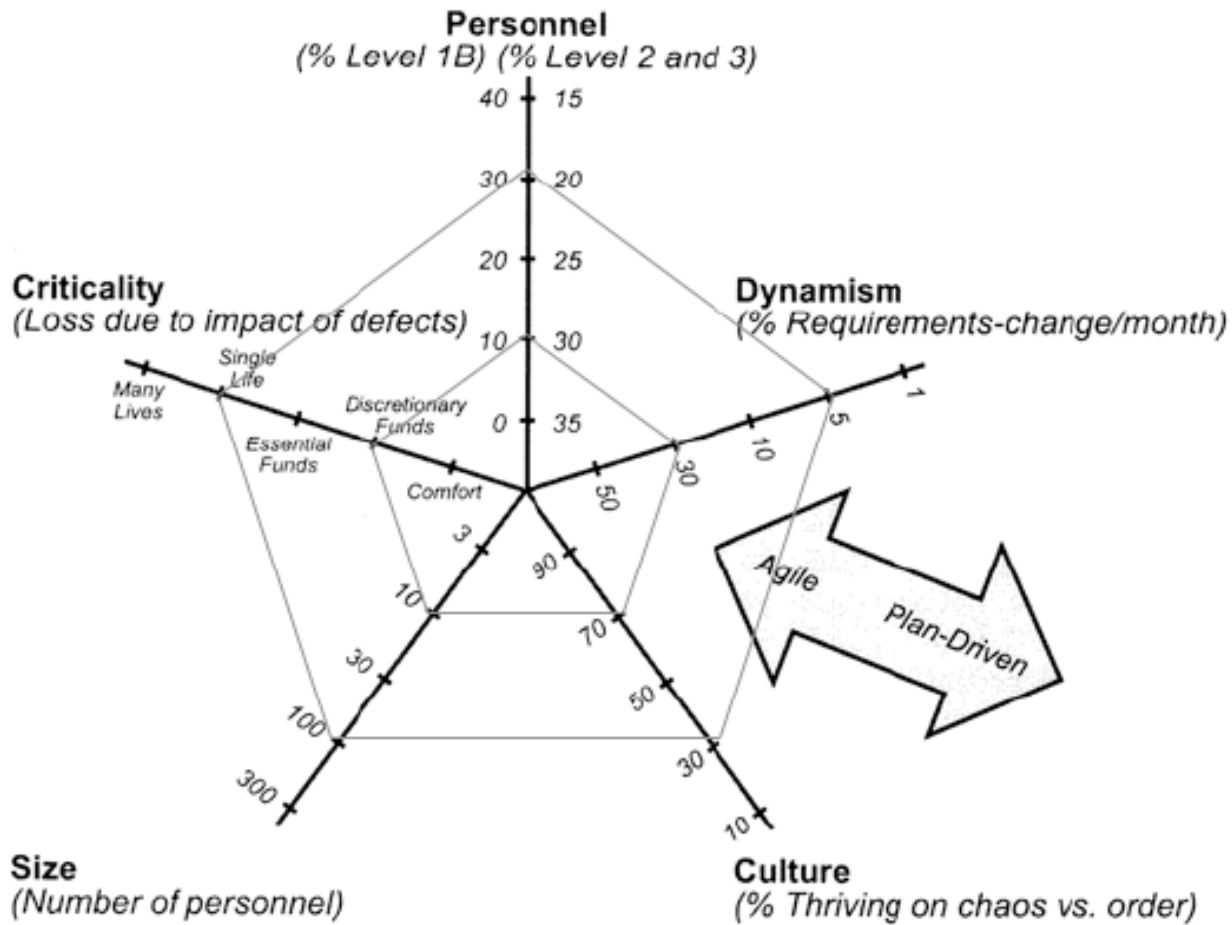 Personnel
(% Level 1B) (% Level 2 and 3)
40 15
30 20
20 25
10 30
0 35
Criticality
(Loss due to impact of defects)
Many
Lives
Single
Life
Essential
Funds
Discretionary
Funds
Comfort
Dynamism
(% Requirements-change/month)
1
5
10
30
50
3
10
30
100
300
90
70
50
30
10
Agile
Plan-Driven
Size
(Number of personnel)
Culture
(% Thriving on chaos vs. order)